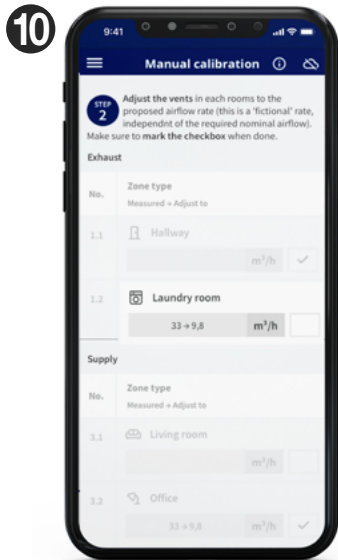 10
9:41
Manual calibration
STEP 2
Adjust the vents in each rooms to the
proposed airflow rate (this is a 'fictional' rate,
independnt of the required nominal airflow).
Make sure to mark the checkbox when done.
Exhaust
No. Zone type
Measured → Adjust to
1.1 Hallway
m³/h
1.2 Laundry room
33 → 9,8 m³/h
Supply
No. Zone type
Measured → Adjust to
3.1 Living room
m³/h
3.2 Office
33 → 9,8 m³/h